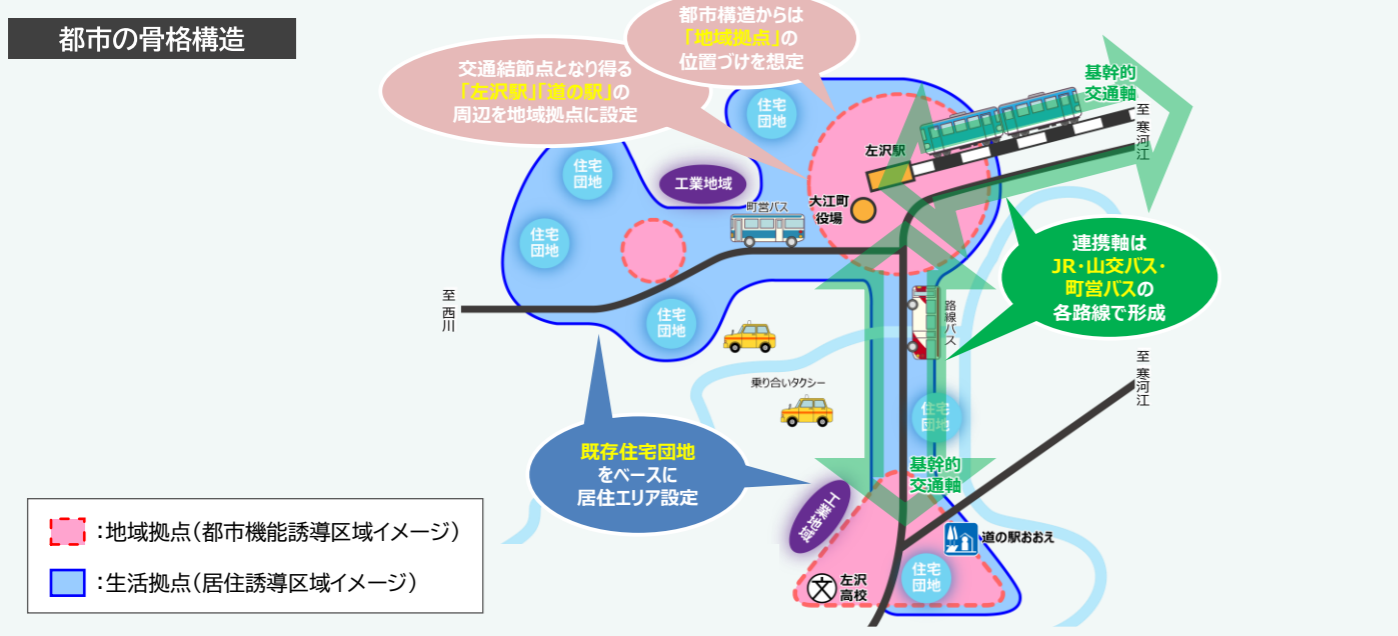 都市の骨格構造
都市構造からは
「地域拠点」の
位置づけを想定
交通結節点となり得る
「左沢駅」「道の駅」の
周辺を地域拠点に設定
基幹的
交通軸
至 寒河江
住宅
団地
左沢駅
住宅
団地
工業地域
町営バス
大江町
役場
住宅
団地
連携軸は
JR・山交バス・
町営バスの
各路線で形成
至 西川
住宅
団地
路線バス
至 寒河江
乗り合いタクシー
住宅
団地
既存住宅団地
をベースに
居住エリア設定
基幹的
交通軸
工業地域
道の駅おおえ
住宅
団地
左沢
高校
：地域拠点（都市機能誘導区域イメージ）
：生活拠点（居住誘導区域イメージ）